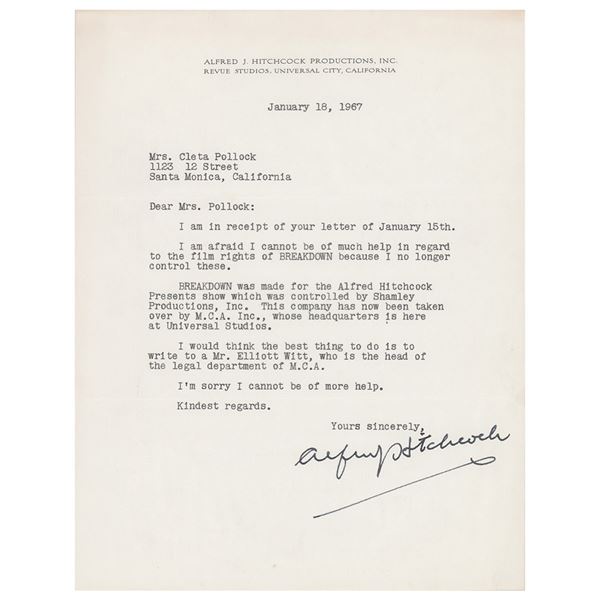 ALFRED J. HITCHCOCK PRODUCTIONS, INC.
REVUE STUDIOS, UNIVERSAL CITY, CALIFORNIA
January 18, 1967
Mrs. Cleta Pollock
1123 12 Street
Santa Monica, California
Dear Mrs. Pollock:
I am in receipt of your letter of January 15th.
I am afraid I cannot be of much help in regard
to the film rights of BREAKDOWN because I no longer
control these.
BREAKDOWN was made for the Alfred Hitchcock
Presents show which was controlled by Shamley
Productions, Inc. This company has now been taken
over by M.C.A. Inc., whose headquarters is here
at Universal Studios.
I would think the best thing to do is to
write to a Mr. Elliott Witt, who is the head of
the legal department of M.C.A.
I'm sorry I cannot be of more help.
Kindest regards.
Yours sincerely,
Alfred J Hitchcock